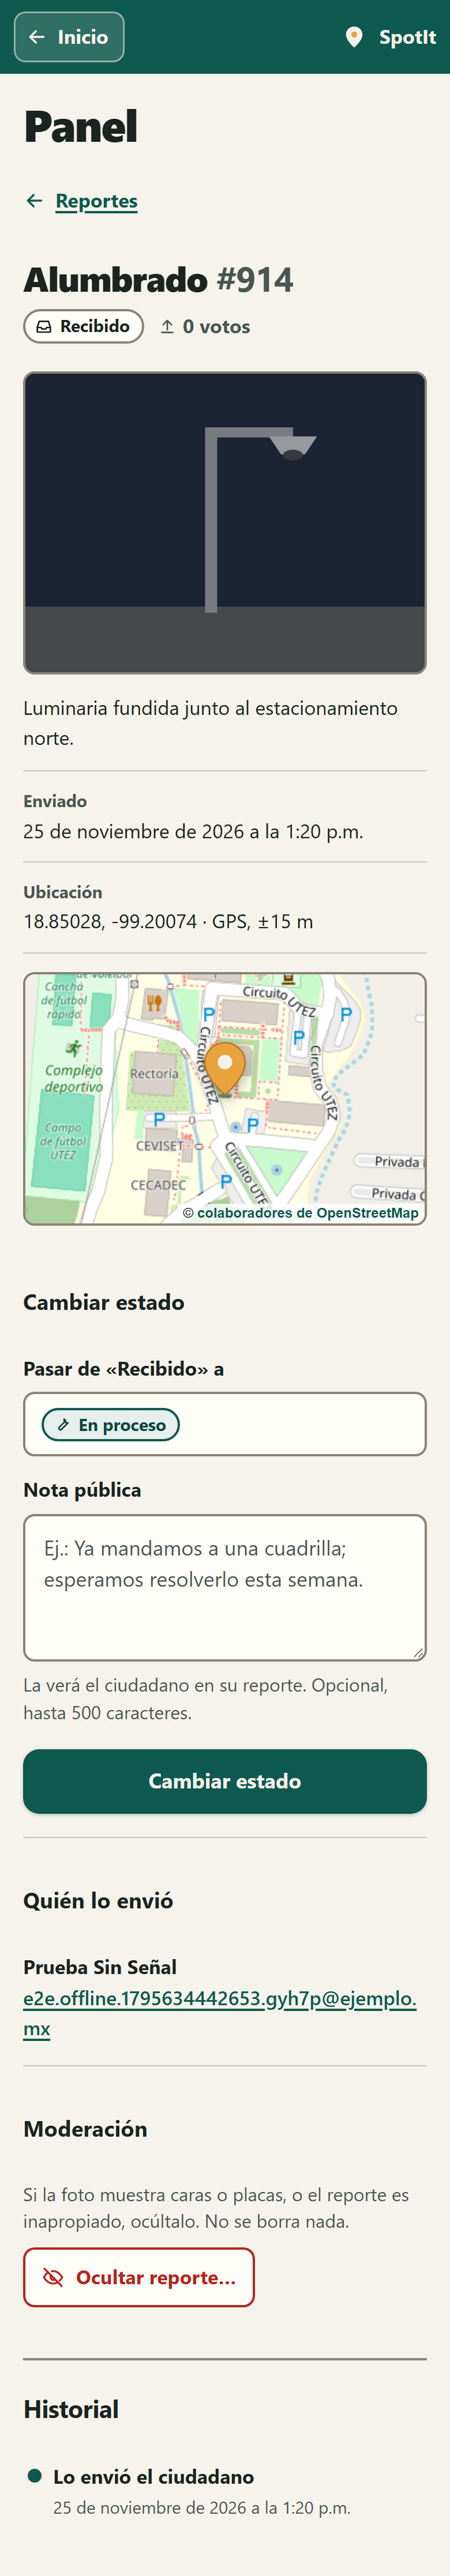 Inicio
SpotIt
Panel
Reportes
Alumbrado #914
Recibido
0 votos
Luminaria fundida junto al estacionamiento
norte.
Enviado
25 de noviembre de 2026 a la 1:20 p.m.
Ubicación
18.85028, -99.20074 · GPS, ±15 m
Cancha
de fútbol
rápido
Complejo
deportivo
Campo
de fútbol
UTEZ
Rectoría
CEVISET
CECADEC
Circuito UTEZ
Circuito UTEZ
Circuito UTEZ
Circuito UTEZ
P
P
P
P
P
P
Privada
Privada
© colaboradores de OpenStreetMap
Cambiar estado
Pasar de «Recibido» a
En proceso
Nota pública
Ej.: Ya mandamos a una cuadrilla;
esperamos resolverlo esta semana.
La verá el ciudadano en su reporte. Opcional,
hasta 500 caracteres.
Cambiar estado
Quién lo envió
Prueba Sin Señal
e2e.offline.1795634442653.gyh7p@ejemplo.
mx
Moderación
Si la foto muestra caras o placas, o el reporte es
inapropiado, ocúltalo. No se borra nada.
Ocultar reporte...
Historial
Lo envió el ciudadano
25 de noviembre de 2026 a la 1:20 p.m.